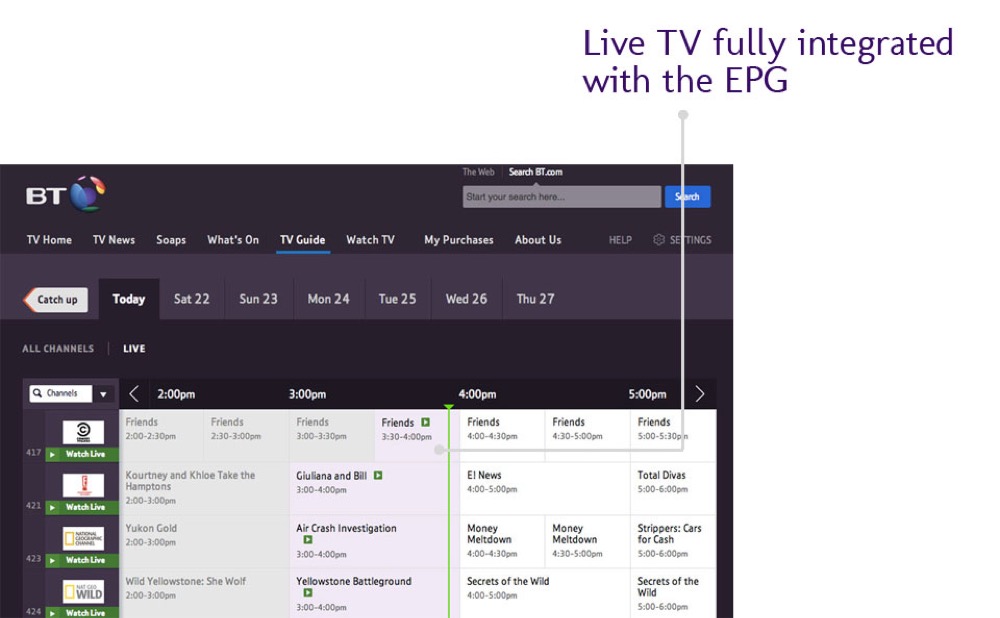 Live TV fully integrated
with the EPG
The Web Search BT.com
BT
Start your search here... Search
TV Home TV News Soaps What's On TV Guide Watch TV My Purchases About Us HELP SETTINGS
Catch up Today Sat 22 Sun 23 Mon 24 Tue 25 Wed 26 Thu 27
ALL CHANNELS LIVE
Channels 2:00pm 3:00pm 4:00pm 5:00pm
Friends Friends Friends Friends Friends Friends Friends
2:00-2:30pm 2:30-3:00pm 3:00-3:30pm 3:30-4:00pm 4:00-4:30pm 4:30-5:00pm 5:00-5:30pm
417 Watch Live
Kourtney and Khloe Take the Giuliana and Bill E! News Total Divas
Hamptons
2:00-3:00pm 3:00-4:00pm 4:00-5:00pm 5:00-6:00pm
421 Watch Live
Yukon Gold Air Crash Investigation Money Money Strippers: Cars
Meltdown Meltdown for Cash
NATIONAL
GEOGRAPHIC
CHANNEL
2:00-3:00pm 3:00-4:00pm 4:00-4:30pm 4:30-5:00pm 5:00-6:00pm
423 Watch Live
Wild Yellowstone: She Wolf Yellowstone Battleground Secrets of the Wild Secrets of the
Wild
NAT GEO
WILD
2:00-3:00pm 3:00-4:00pm 4:00-5:00pm 5:00-6:00pm
424 Watch Live